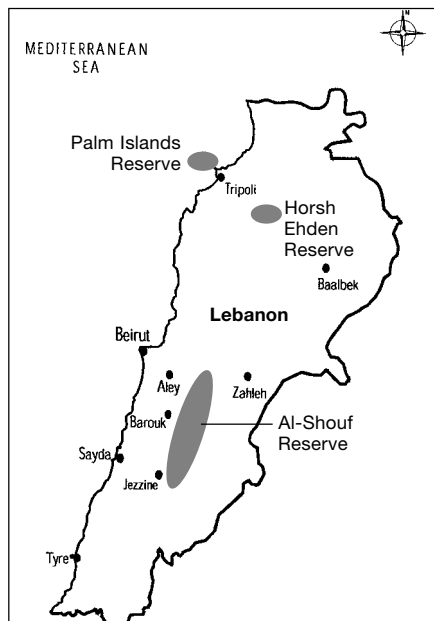 MEDITERRANEAN
SEA
Palm Islands
Reserve
Tripoli
Horsh
Ehden
Reserve
Baalbek
Lebanon
Beirut
Aley
Zahleh
Barouk
Al-Shouf
Reserve
Sayda
Jezzine
Tyre